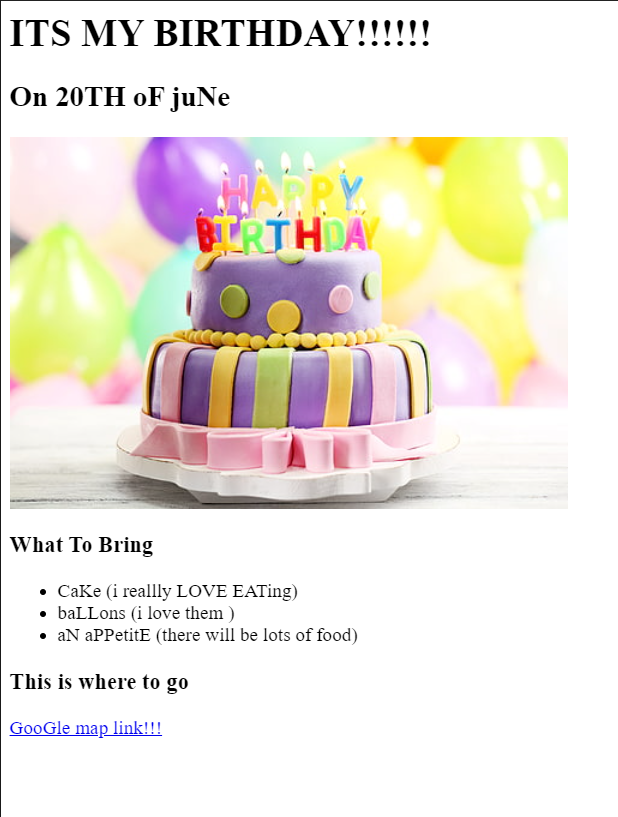 ITS MY BIRTHDAY!!!!!!
On 20TH oF juNe
HAPPY
BIRTHDAY
What To Bring
CaKe (i reallly LOVE EATing)
baLLons (i love them )
aN aPPetitE (there will be lots of food)
This is where to go
GooGle map link!!!